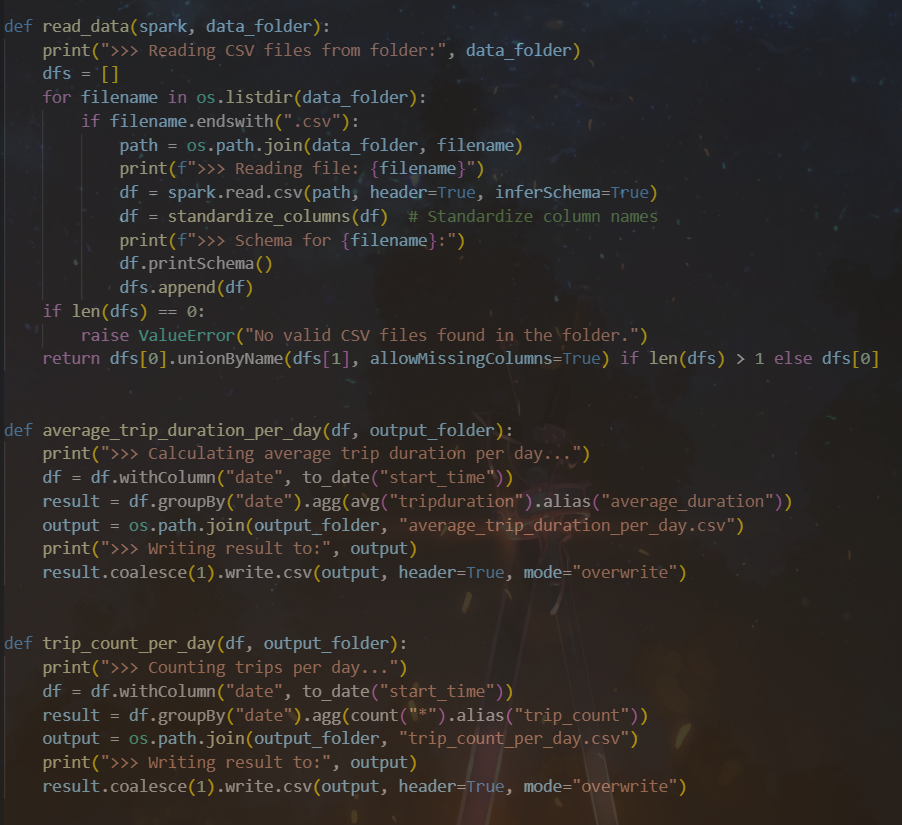 def read_data(spark, data_folder):
    print(">>> Reading CSV files from folder:", data_folder)
    dfs = []
    for filename in os.listdir(data_folder):
        if filename.endswith(".csv"):
            path = os.path.join(data_folder, filename)
            print(f">>> Reading file: {filename}")
            df = spark.read.csv(path, header=True, inferSchema=True)
            df = standardize_columns(df)  # Standardize column names
            print(f">>> Schema for {filename}:")
            df.printSchema()
            dfs.append(df)
    if len(dfs) == 0:
        raise ValueError("No valid CSV files found in the folder.")
    return dfs[0].unionByName(dfs[1], allowMissingColumns=True) if len(dfs) > 1 else dfs[0]

def average_trip_duration_per_day(df, output_folder):
    print(">>> Calculating average trip duration per day...")
    df = df.withColumn("date", to_date("start_time"))
    result = df.groupBy("date").agg(avg("tripduration").alias("average_duration"))
    output = os.path.join(output_folder, "average_trip_duration_per_day.csv")
    print(">>> Writing result to:", output)
    result.coalesce(1).write.csv(output, header=True, mode="overwrite")

def trip_count_per_day(df, output_folder):
    print(">>> Counting trips per day...")
    df = df.withColumn("date", to_date("start_time"))
    result = df.groupBy("date").agg(count("*").alias("trip_count"))
    output = os.path.join(output_folder, "trip_count_per_day.csv")
    print(">>> Writing result to:", output)
    result.coalesce(1).write.csv(output, header=True, mode="overwrite")